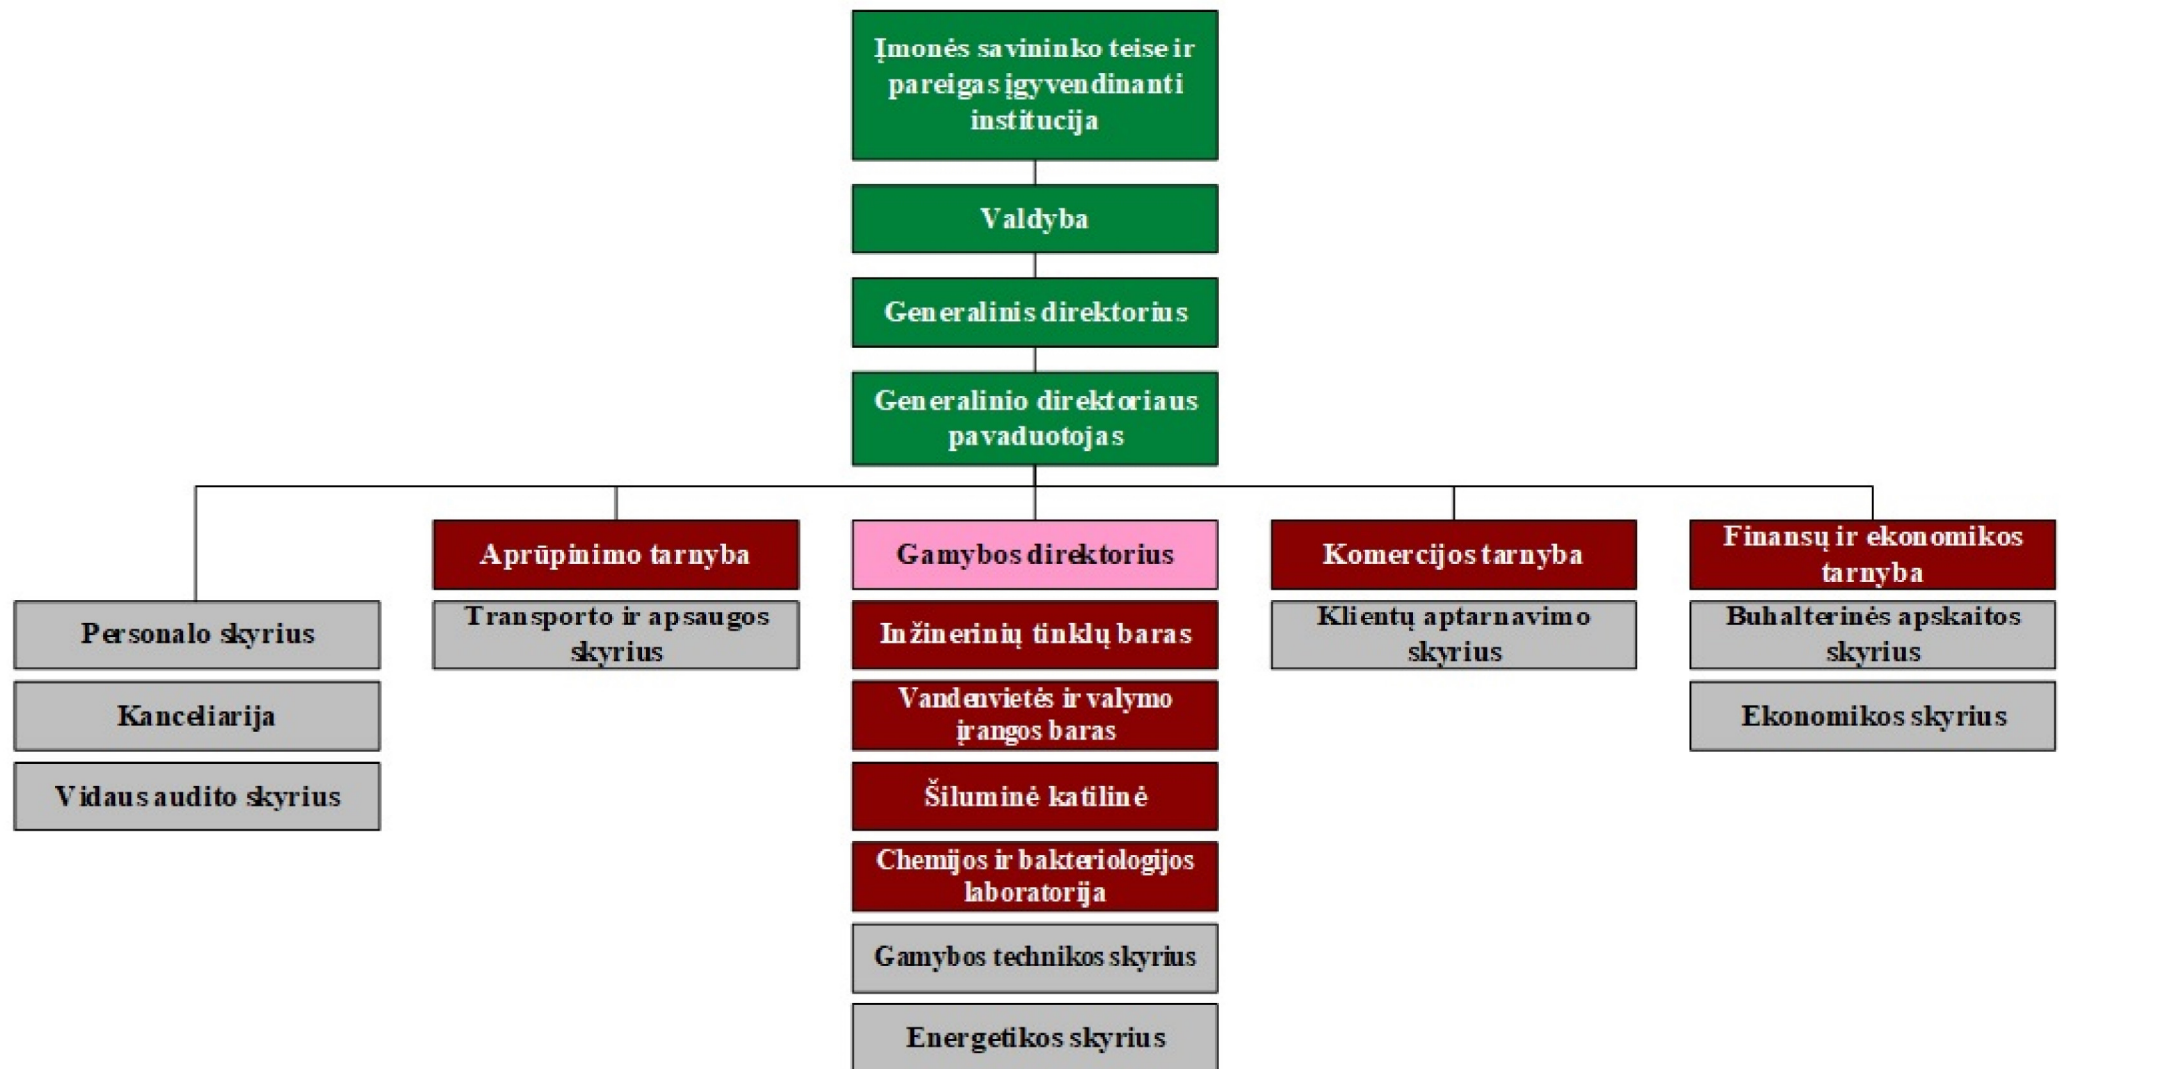 Įmonės savininko teise ir
pareigas įgyvendinanti
institucija
Valdyba
Generalinis direktorius
Generalinio direktoriaus
pavaduotojas
Aprūpinimo tarnyba
Gamybos direktorius
Komercijos tarnyba
Finansų ir ekonomikos
tarnyba
Personalo skyrius
Transporto ir apsaugos
skyrius
Inžinerinių tinklų baras
Klientų aptarnavimo
skyrius
Buhalterinės apskaitos
skyrius
Kanceliarija
Vandenvietės ir valymo
įrangos baras
Ekonomikos skyrius
Vidaus audito skyrius
Šiluminė katilinė
Chemijos ir bakteriologijos
laboratorija
Gamybos technikos skyrius
Energetikos skyrius